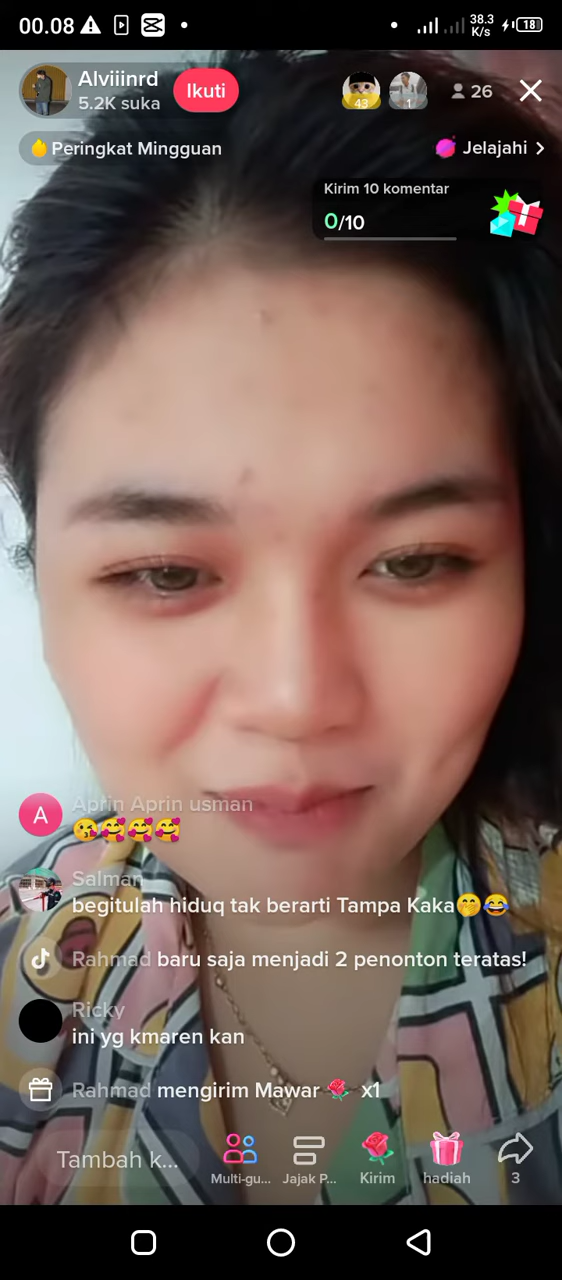 00.08
38.3
K/s
18
Alviiinrd
5.2K suka
Ikuti
43
1
26
Peringkat Mingguan
Jelajahi
Kirim 10 komentar
0/10
A
Aprin Aprin usman
😘🥰🥰🥰
Salman
begitulah hiduq tak berarti Tampa Kaka🤭😂
Rahmad baru saja menjadi 2 penonton teratas!
Ricky
ini yg kmaren kan
Rahmad mengirim Mawar🌹 x1
Tambah k...
Multi-gu...
Jajak P...
Kirim
hadiah
3